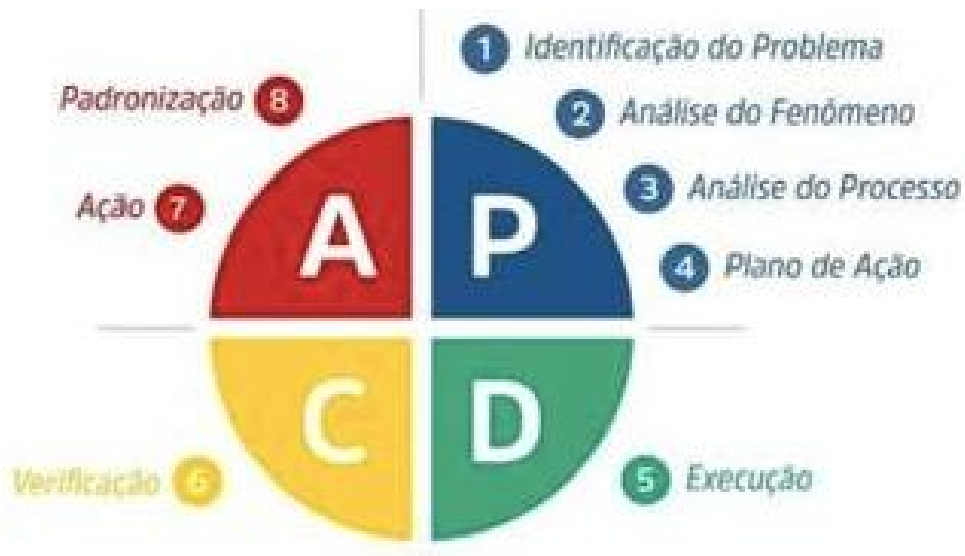 1 Identificação do Problema
2 Análise do Fenômeno
3 Análise do Processo
4 Plano de Ação
P
D
5 Execução
C
6 Verificação
A
7 Ação
8 Padronização